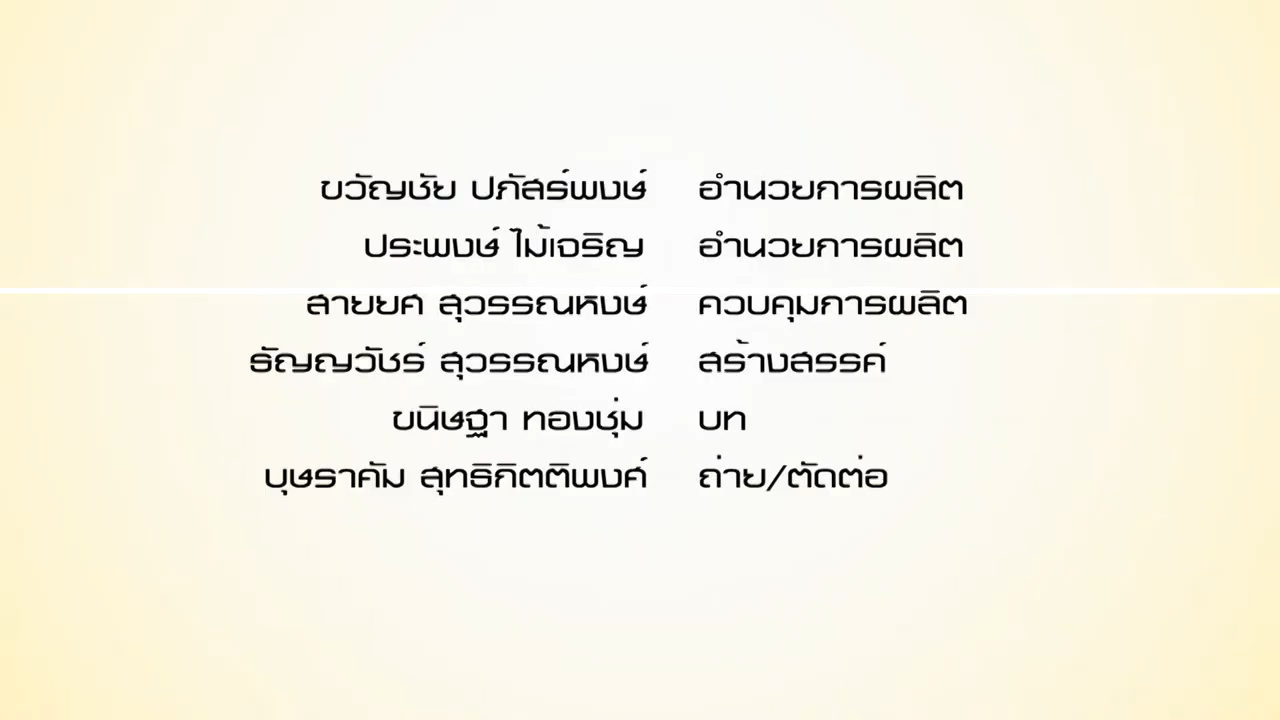 ขวัญชัย ปภัสร์พงษ์ อำนวยการผลิต
ประพงษ์ ไม้เจริญ อำนวยการผลิต
สายยศ สุวรรณหงษ์ ควบคุมการผลิต
ธัญญวัชร์ สุวรรณหงษ์ สร้างสรรค์
ขนิษฐา ทองชุ่ม บท
บุษราคัม สุทธิกิตติพงศ์ ถ่าย/ตัดต่อ